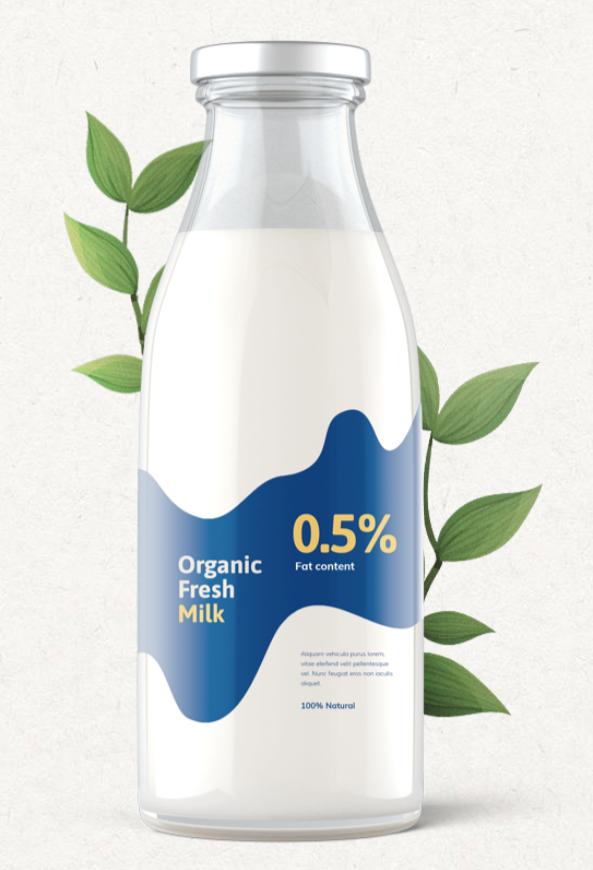 Organic
Fresh
Milk
0.5%
Fat content
Aliquam vehicula purus lorem,
vitae eleifend velit pellentesque
vel. Nunc feugiat eros non iaculis
aliquet.
100% Natural